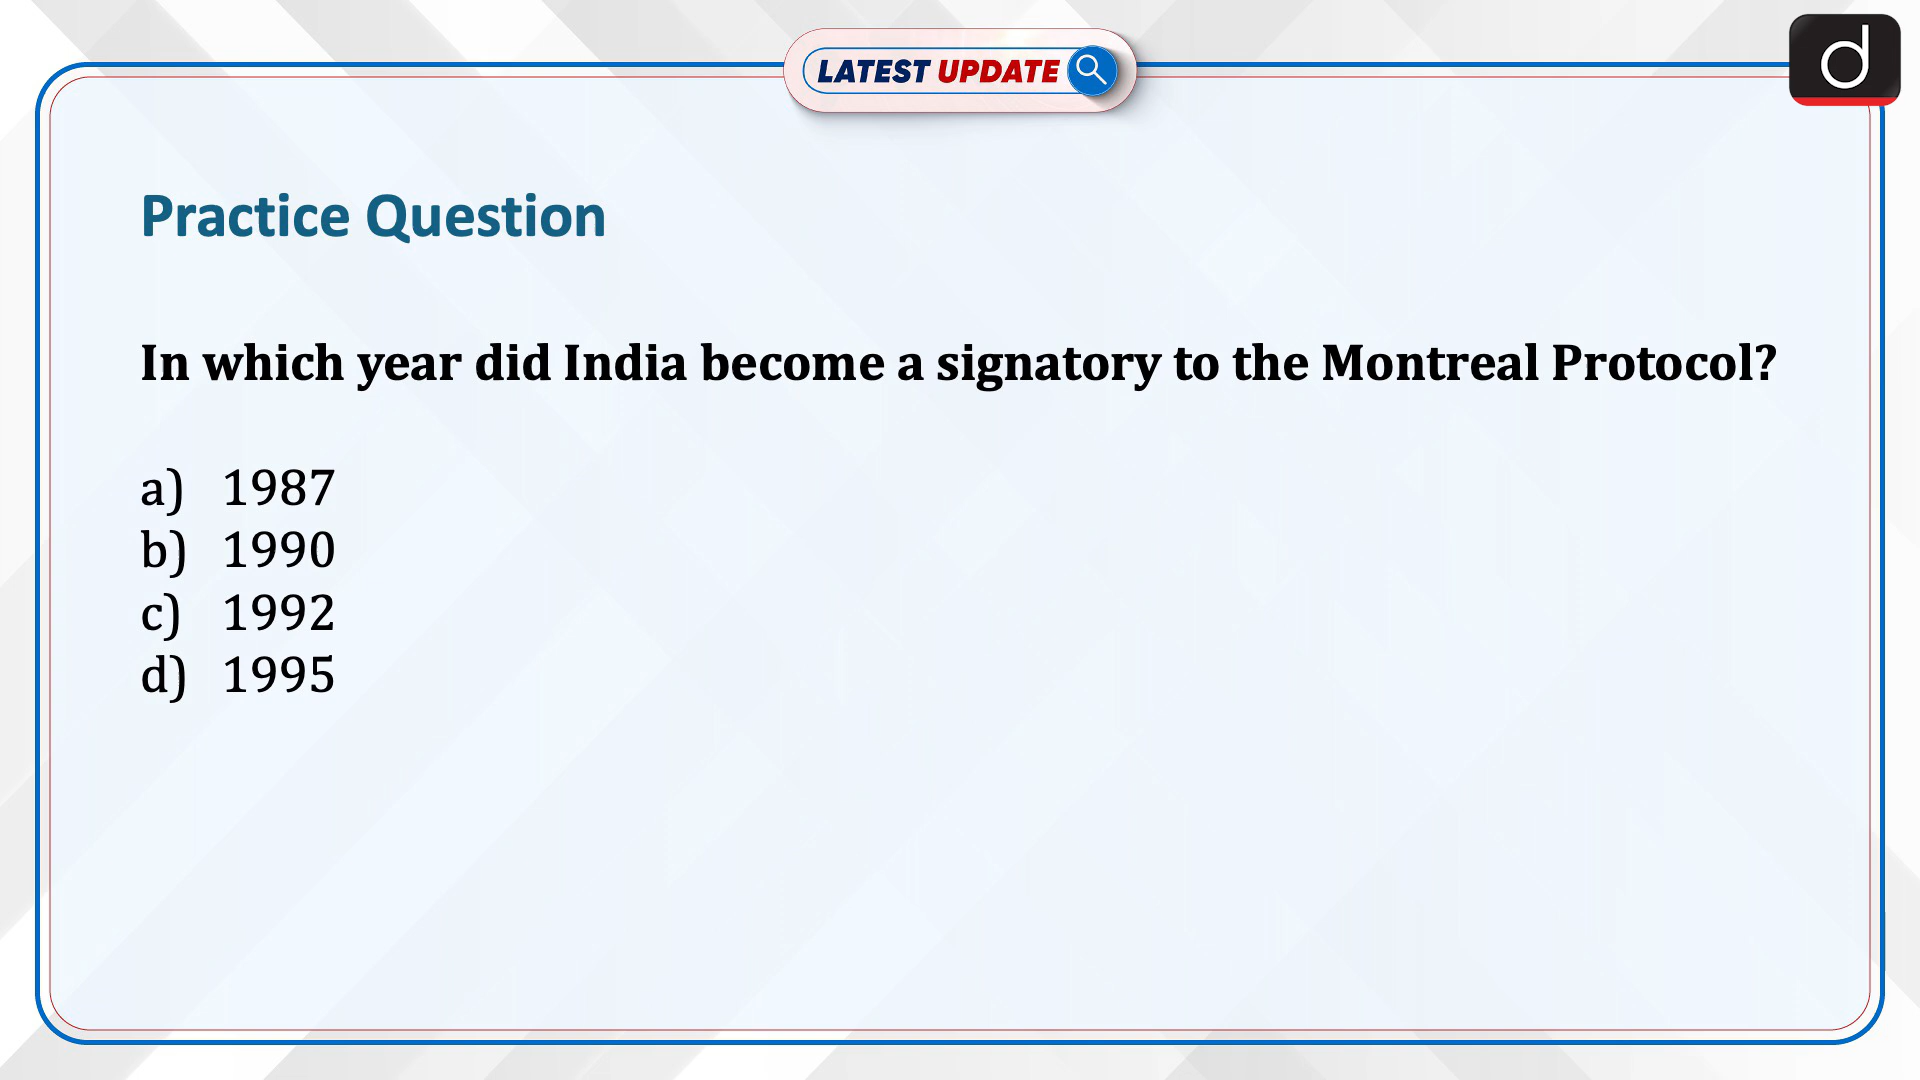 LATEST UPDATE
d
Practice Question
In which year did India become a signatory to the Montreal Protocol?
a) 1987
b) 1990
c) 1992
d) 1995